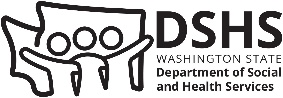 DSHS
WASHINGTON STATE
Department of Social
and Health Services